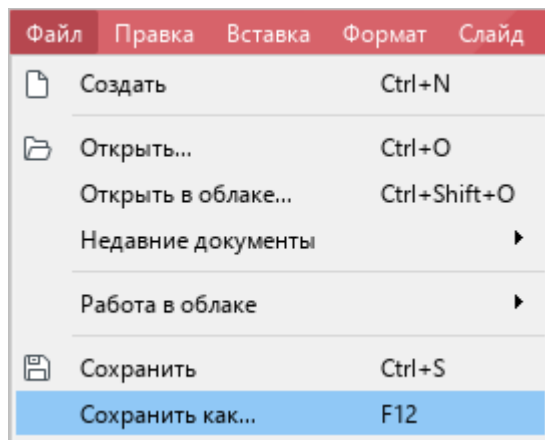 Файл Правка Вставка Формат Слайд
Создать Ctrl+N
Открыть... Ctrl+O
Открыть в облаке... Ctrl+Shift+O
Недавние документы
Работа в облаке
Сохранить Ctrl+S
Сохранить как... F12